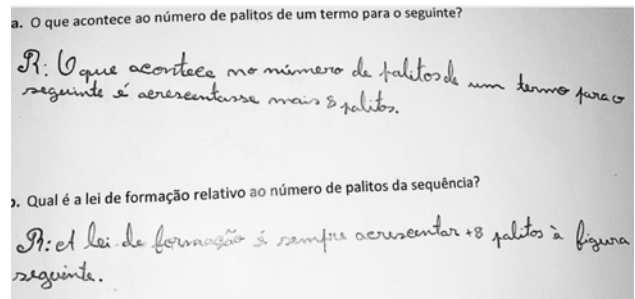 a. O que acontece ao número de palitos de um termo para o seguinte?
R: O que acontece no número de palitos de um termo para o
seguinte é acrescentasse mais 8 palitos.
b. Qual é a lei de formação relativo ao número de palitos da sequência?
R: A lei de formação é sempre acrescentar +8 palitos à figura
seguinte.